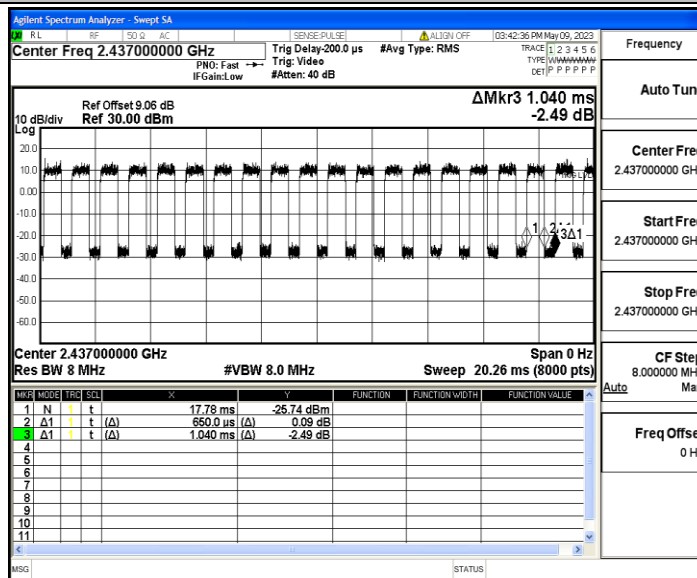 Agilent Spectrum Analyzer - Swept SA
RL RF 50 Ω AC SENSE:PULSE ALIGN OFF 03:42:36 PM May 09, 2023
Center Freq 2.437000000 GHz
PNO: Fast
IFGain:Low
Trig Delay-200.0 µs
Trig: Video
#Atten: 40 dB
#Avg Type: RMS
TRACE 1 2 3 4 5 6
TYPE
DET P P P P P P
Ref Offset 9.06 dB
ΔMkr3 1.040 ms
10 dB/div Ref 30.00 dBm
-2.49 dB
Log
20.0
10.0
0.00
-10.0
-20.0
-30.0
-40.0
-50.0
-60.0
1
3Δ1
Center 2.437000000 GHz Span 0 Hz
Res BW 8 MHz #VBW 8.0 MHz Sweep 20.26 ms (8000 pts)
MKR MODE TRC SCL X Y FUNCTION FUNCTION WIDTH FUNCTION VALUE
1 N t 17.78 ms -25.74 dBm
2 Δ1 t (Δ) 650.0 µs (Δ) 0.09 dB
3 Δ1 t (Δ) 1.040 ms (Δ) -2.49 dB
4
5
6
7
8
9
10
11
MSG STATUS
Frequency
Auto Tun
Center Fre
2.437000000 GH
Start Fre
2.437000000 GH
Stop Fre
2.437000000 GH
CF Step
8.000000 MH
Auto Ma
Freq Offse
0 H